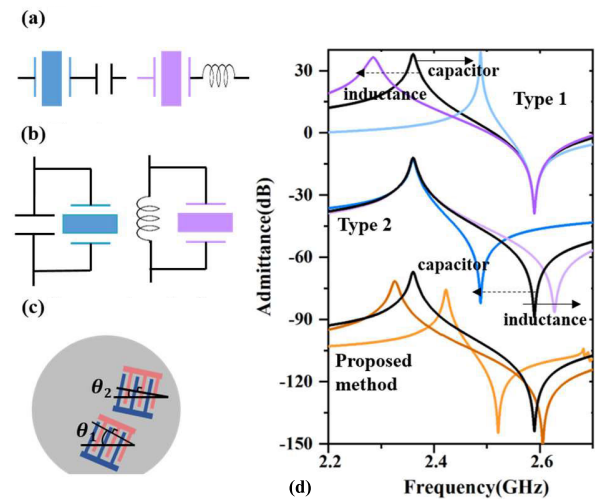 (a)
(b)
(c)
θ2
θ1
30
0
-30
-60
-90
-120
-150
Admittance(dB)
capacitor
inductance
Type 1
Type 2
capacitor
inductance
Proposed
method
2.2
2.4
2.6
(d)
Frequency(GHz)